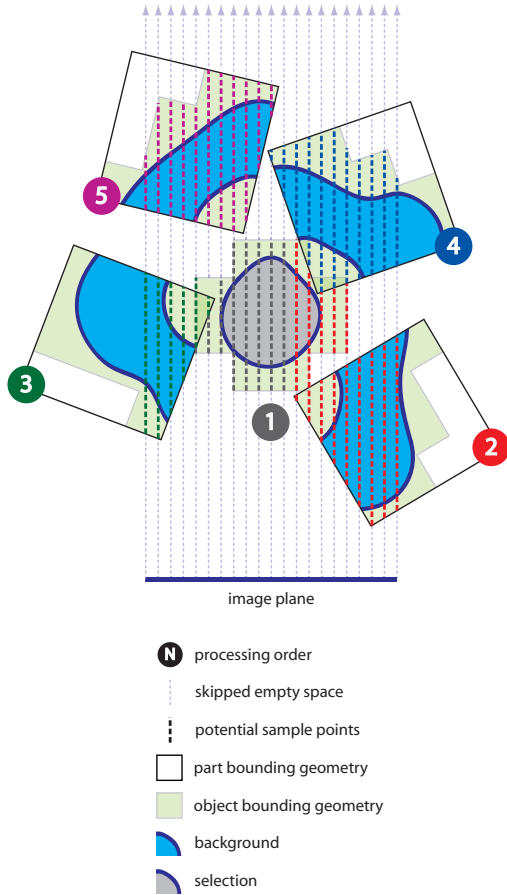 5
4
3
1
2
image plane
N processing order
skipped empty space
potential sample points
part bounding geometry
object bounding geometry
background
selection